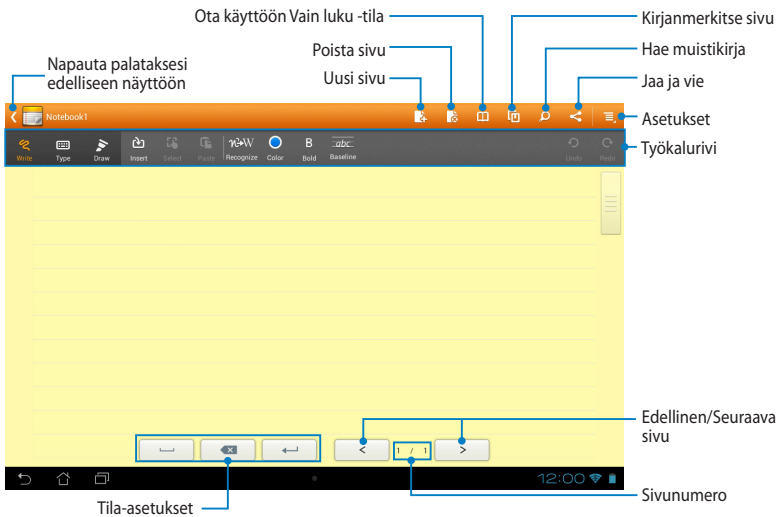 Ota käyttöön Vain luku -tila
Kirjanmerkitse sivu
Poista sivu
Hae muistikirja
Napauta palataksesi
edelliseen näyttöön
Uusi sivu
Jaa ja vie
Notebook1
Asetukset
Write Type Draw Insert Select Paste Recognize Color Bold Baseline Undo Redo
B
abc
Työkalurivi
Edellinen/Seuraava
sivu
< 1 / 1 >
12:00
Tila-asetukset
Sivunumero